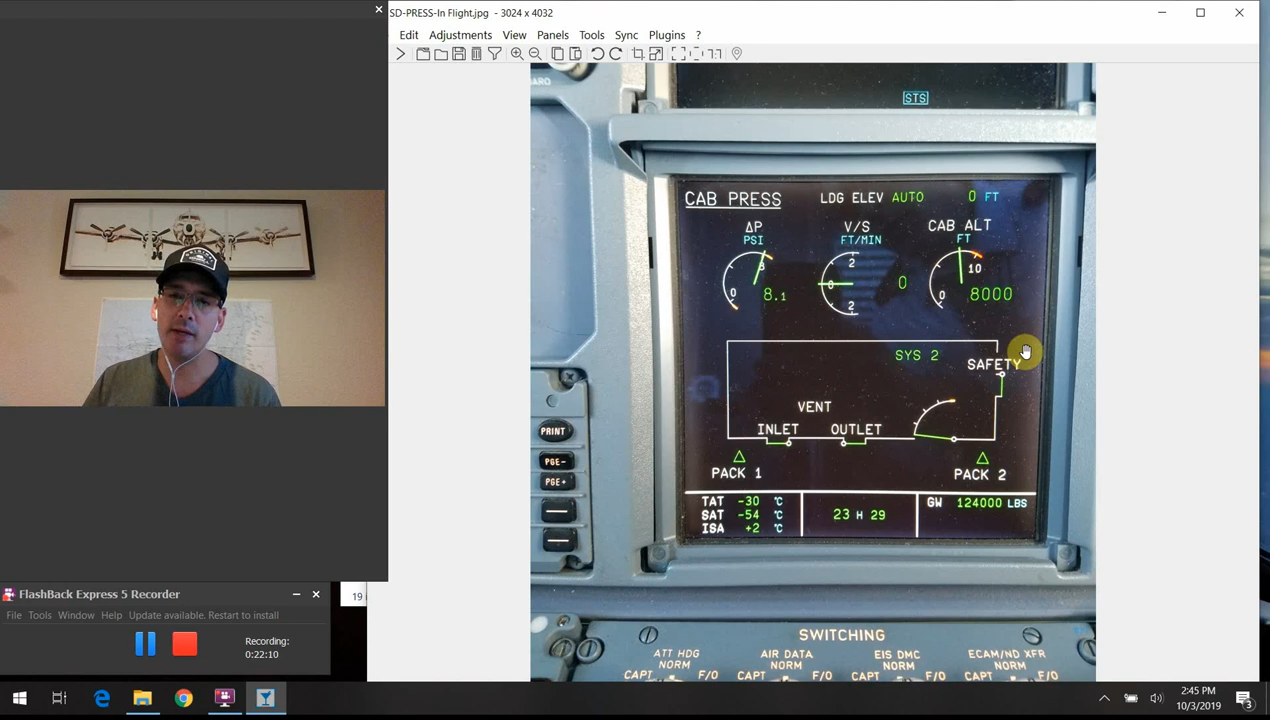 SD-PRESS-In Flight.jpg - 3024 x 4032
Edit Adjustments View Panels Tools Sync Plugins ?
1:1
STS
CAB PRESS LDG ELEV AUTO 0 FT
ΔP V/S CAB ALT
PSI FT/MIN FT
8 2 10
0 0 0
8.1 0 8000
2
SYS 2
SAFETY
VENT
INLET OUTLET
PACK 1 PACK 2
TAT -30 °C GW 124000 LBS
SAT -54 °C 23 H 29
ISA +2 °C
PRINT
PGE-
PGE+
SWITCHING
ATT HDG AIR DATA EIS DMC ECAM/ND XFR
NORM NORM NORM NORM
CAPT F/O CAPT F/O CAPT F/O CAPT F/O
FlashBack Express 5 Recorder
File Tools Window Help Update available. Restart to install
Recording:
0:22:10
19
2:45 PM
10/3/2019
3